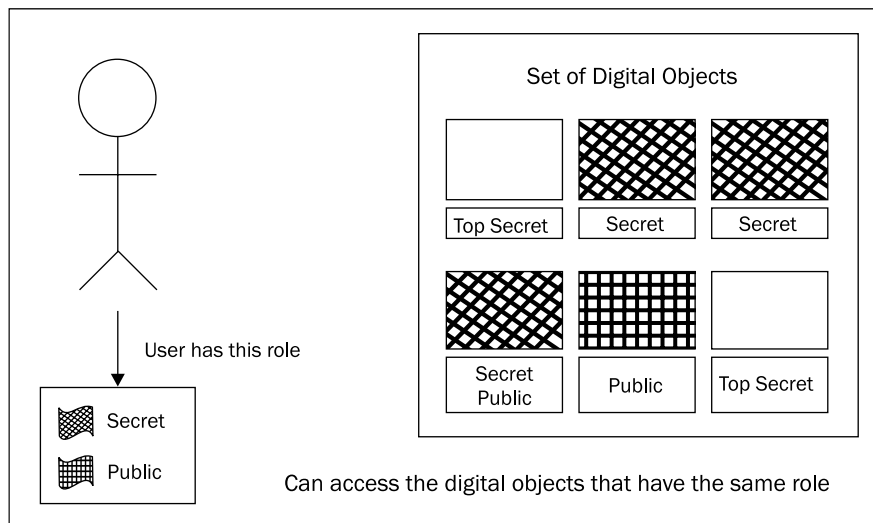 Set of Digital Objects
Top Secret
Secret
Secret
Secret
Public
Public
Top Secret
User has this role
Secret
Public
Can access the digital objects that have the same role